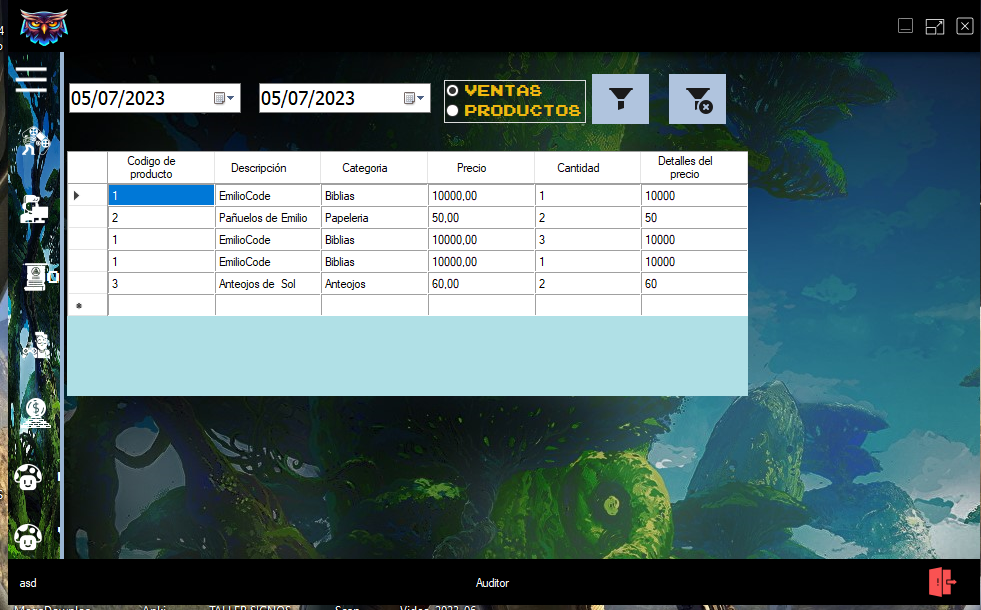 05/07/2023
05/07/2023
VENTAS
PRODUCTOS
Codigo de producto Descripción Categoria Precio Cantidad Detalles del precio
1 EmilioCode Biblias 10000,00 1 10000
2 Pañuelos de Emilio Papeleria 50,00 2 50
1 EmilioCode Biblias 10000,00 3 10000
1 EmilioCode Biblias 10000,00 1 10000
3 Anteojos de Sol Anteojos 60,00 2 60
asd
Auditor